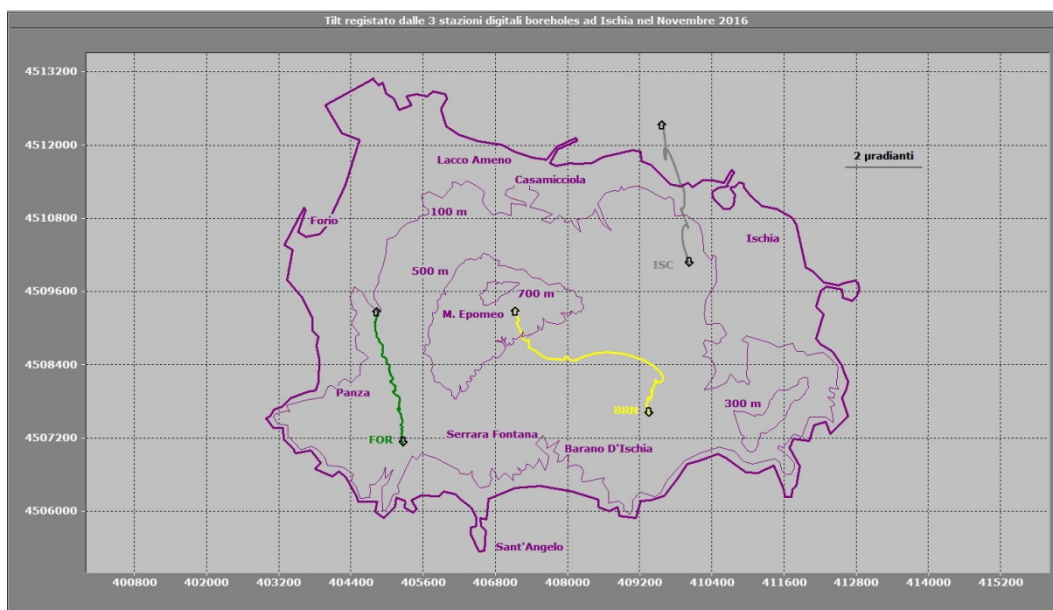 Tilt registato dalle 3 stazioni digitali boreholes ad Ischia nel Novembre 2016
4513200
4512000
4510800
4509600
4508400
4507200
4506000
Lacco Ameno
Casamicciola
2 µradianti
100 m
Forio
Ischia
ISC
500 m
700 m
M. Epomeo
Panza
300 m
BRN
FOR
Serrara Fontana
Barano D'Ischia
Sant'Angelo
400800 402000 403200 404400 405600 406800 408000 409200 410400 411600 412800 414000 415200